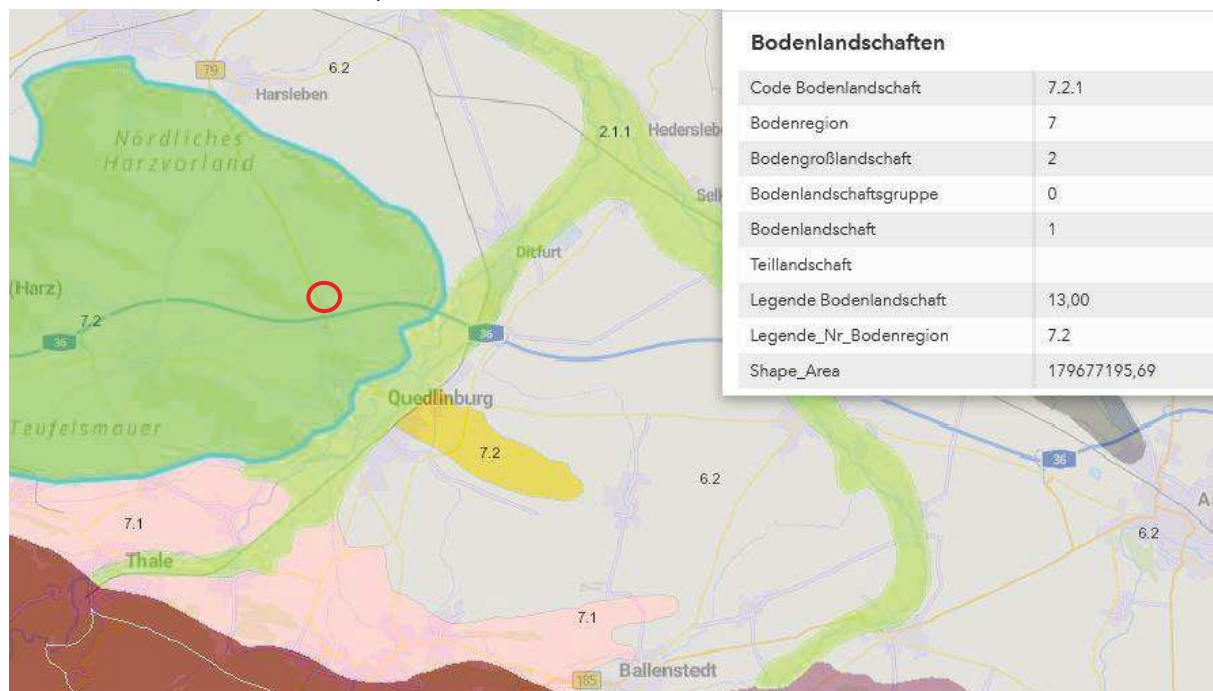 Bodenlandschaften
Code Bodenlandschaft 7.2.1
Bodenregion 7
Bodengroßlandschaft 2
Bodenlandschaftsgruppe 0
Bodenlandschaft 1
Teillandschaft
Legende Bodenlandschaft 13,00
Legende_Nr_Bodenregion 7.2
Shape_Area 179677195,69
79
6.2
Harsleben
Nördliches
Harzvorland
2.1.1
Hedersleb
Selk
Ditfurt
(Harz)
7.2
36
36
Quedlinburg
Teufelsmauer
7.2
6.2
36
A
6.2
7.1
Thale
7.1
185
Ballenstedt